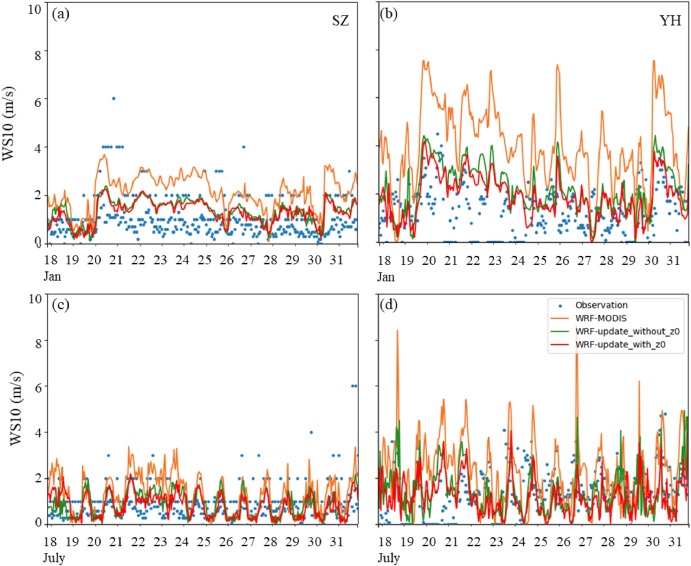 (a) SZ
(b) YH
WS10 (m/s)
10
8
6
4
2
0
18 19 20 21 22 23 24 25 26 27 28 29 30 31
Jan
18 19 20 21 22 23 24 25 26 27 28 29 30 31
Jan
(c)
(d)
Observation
WRF-MODIS
WRF-update_without_z0
WRF-update_with_z0
WS10 (m/s)
10
8
6
4
2
0
18 19 20 21 22 23 24 25 26 27 28 29 30 31
July
18 19 20 21 22 23 24 25 26 27 28 29 30 31
July